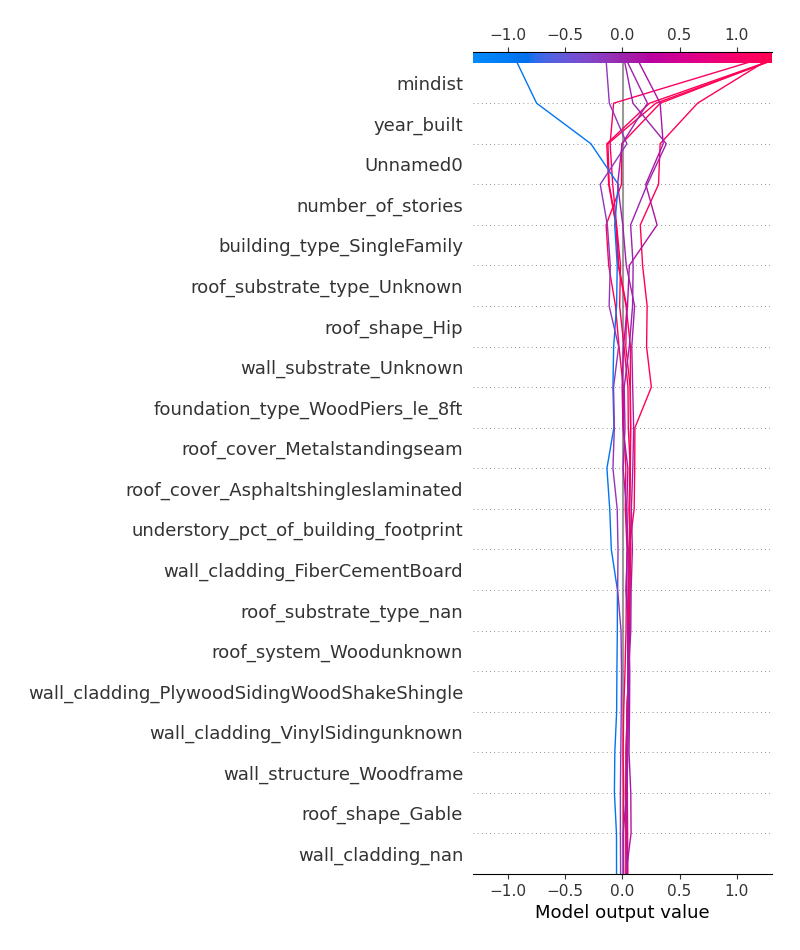 −1.0 −0.5 0.0 0.5 1.0
mindist
year_built
Unnamed0
number_of_stories
building_type_SingleFamily
roof_substrate_type_Unknown
roof_shape_Hip
wall_substrate_Unknown
foundation_type_WoodPiers_le_8ft
roof_cover_Metalstandingseam
roof_cover_Asphaltshingleslaminated
understory_pct_of_building_footprint
wall_cladding_FiberCementBoard
roof_substrate_type_nan
roof_system_Woodunknown
wall_cladding_PlywoodSidingWoodShakeShingle
wall_cladding_VinylSidingunknown
wall_structure_Woodframe
roof_shape_Gable
wall_cladding_nan
−1.0 −0.5 0.0 0.5 1.0
Model output value